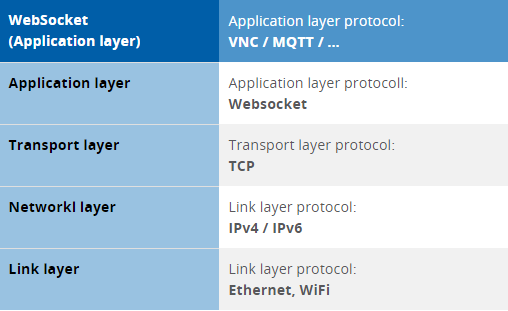 WebSocket
(Application layer)
Application layer protocol:
VNC / MQTT / ...
Application layer
Application layer protocoll:
Websocket
Transport layer
Transport layer protocol:
TCP
Networkl layer
Link layer protocol:
IPv4 / IPv6
Link layer
Link layer protocol:
Ethernet, WiFi